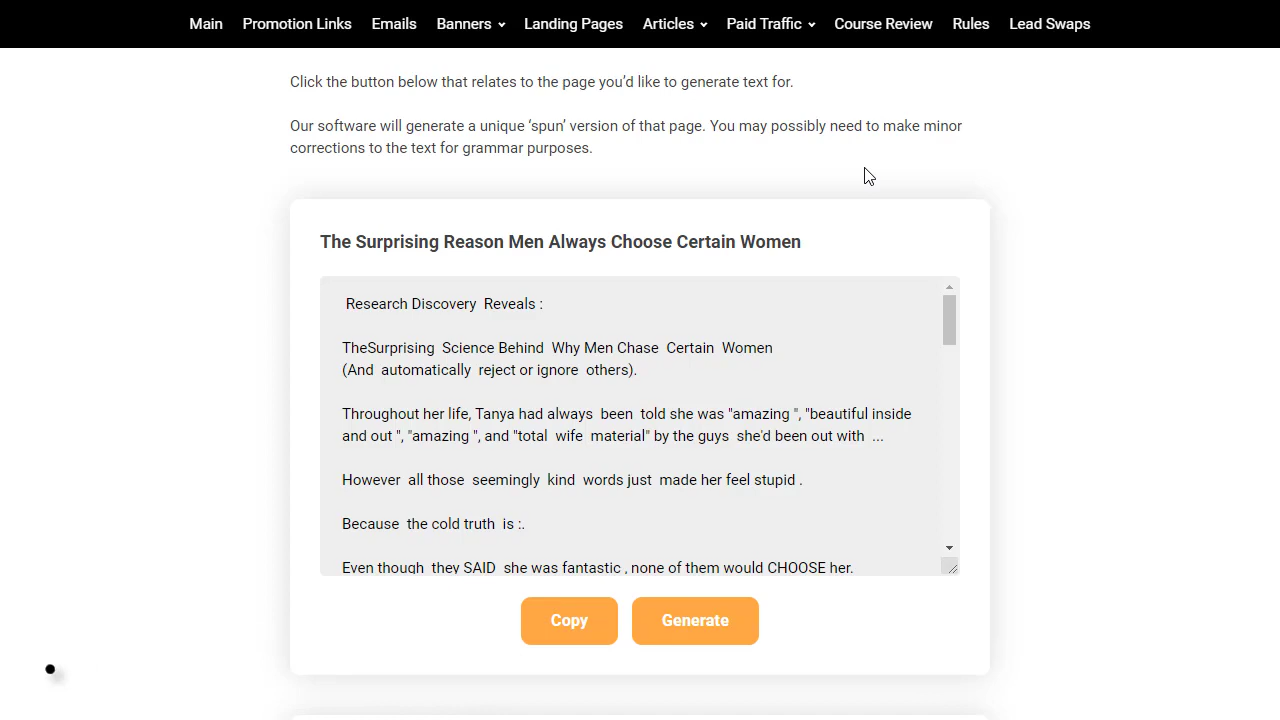 Main Promotion Links Emails Banners Landing Pages Articles Paid Traffic Course Review Rules Lead Swaps
Click the button below that relates to the page you’d like to generate text for.
Our software will generate a unique ‘spun’ version of that page. You may possibly need to make minor
corrections to the text for grammar purposes.
The Surprising Reason Men Always Choose Certain Women
Research Discovery  Reveals :
TheSurprising  Science Behind  Why Men Chase  Certain  Women
(And  automatically  reject or ignore  others).
Throughout her life, Tanya had always  been  told she was "amazing ", "beautiful inside
and out ", "amazing ", and "total  wife  material" by the guys  she'd been out with  ...
However  all those  seemingly  kind  words just  made her feel stupid .
Because  the cold truth  is :.
Even though  they SAID  she was fantastic , none of them would CHOOSE her.
Copy Generate